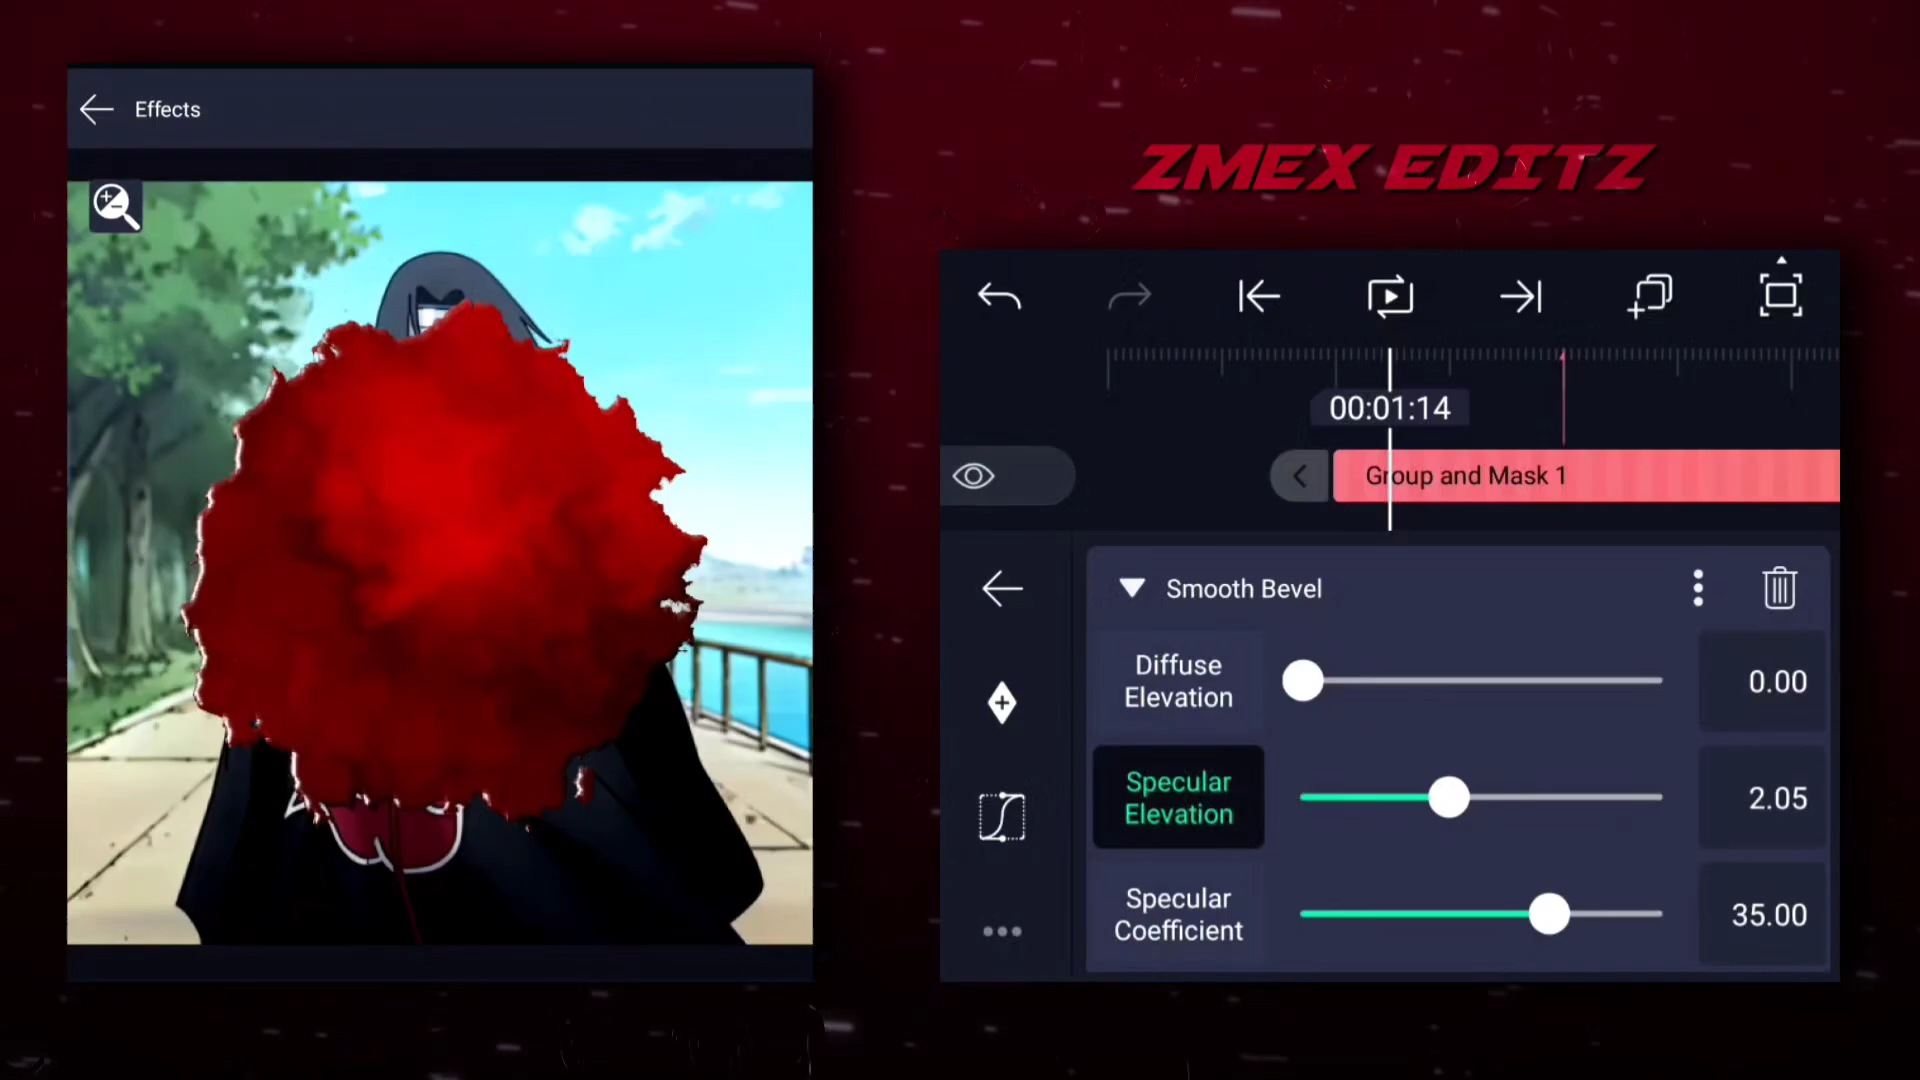 Effects
ZMEX EDITZ
00:01:14
Group and Mask 1
Smooth Bevel
Diffuse
Elevation
0.00
Specular
Elevation
2.05
Specular
Coefficient
35.00